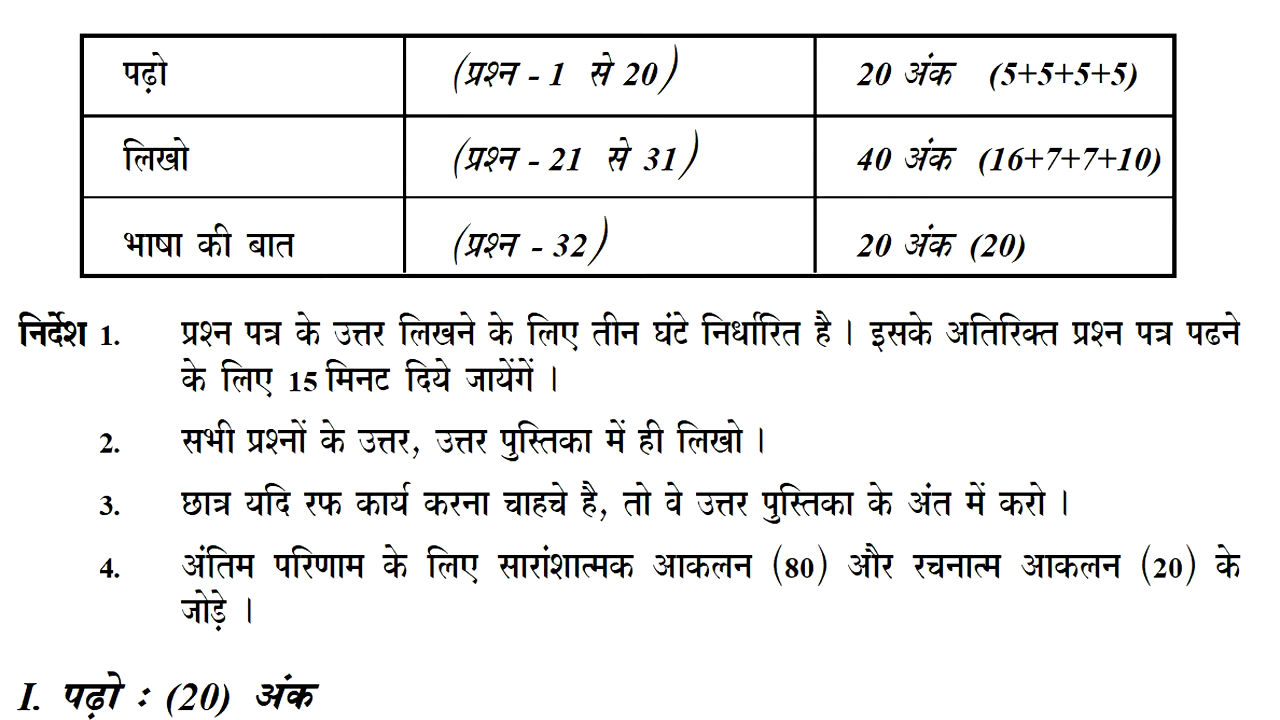 पढ़ो (प्रश्न - 1 से 20) 20 अंक (5+5+5+5)
लिखो (प्रश्न - 21 से 31) 40 अंक (16+7+7+10)
भाषा की बात (प्रश्न - 32) 20 अंक (20)
निर्देश 1. प्रश्न पत्र के उत्तर लिखने के लिए तीन घंटे निर्धारित है । इसके अतिरिक्त प्रश्न पत्र पढने
के लिए 15 मिनट दिये जायेंगें ।
2. सभी प्रश्नों के उत्तर, उत्तर पुस्तिका में ही लिखो ।
3. छात्र यदि रफ कार्य करना चाहचे है, तो वे उत्तर पुस्तिका के अंत में करो ।
4. अंतिम परिणाम के लिए सारांशात्मक आकलन (80) और रचनात्म आकलन (20) के
जोड़े ।
I. पढ़ो : (20) अंक